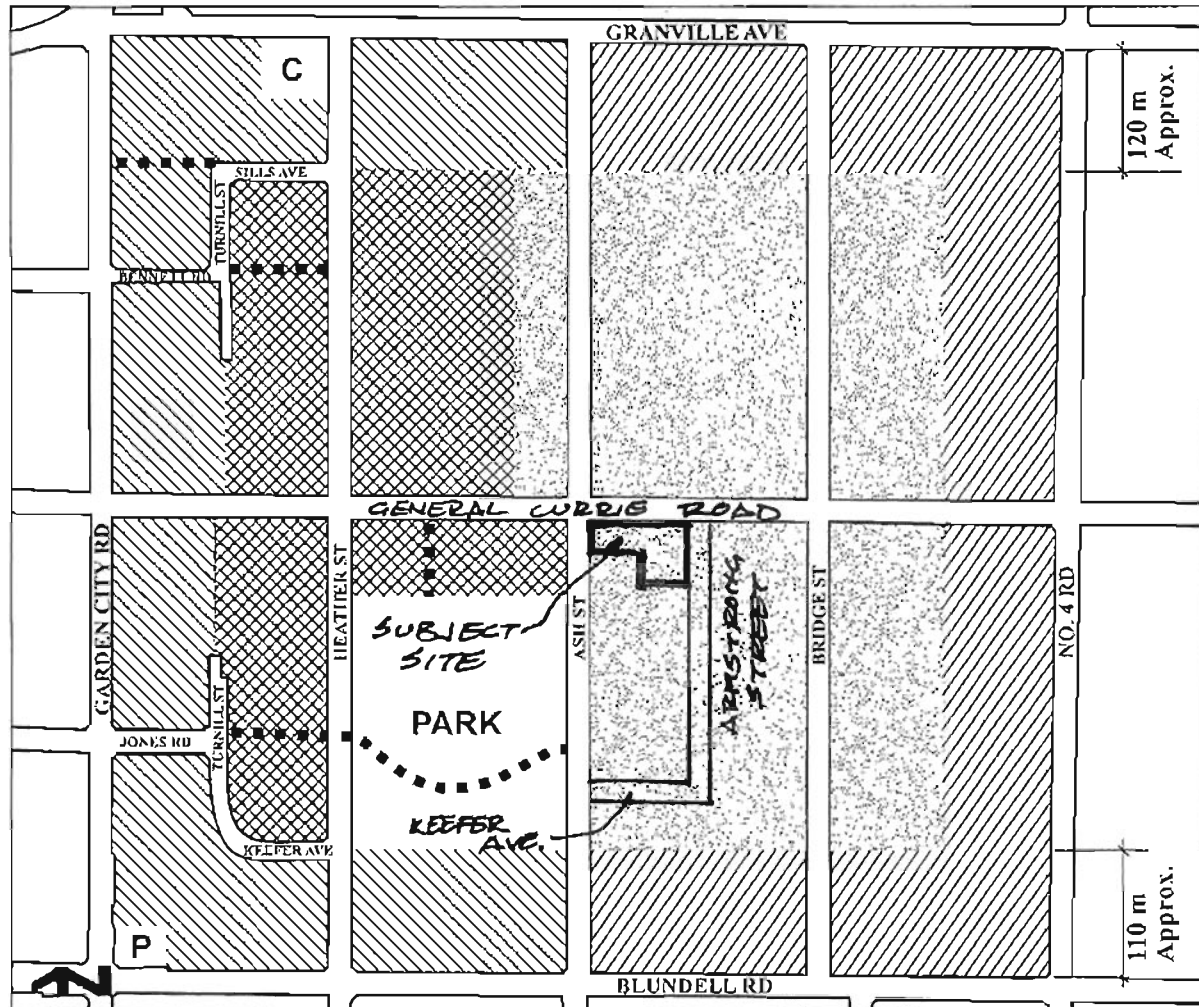 GRANVILLE AVE
C
120 m
Approx.
SILLS AVE
TURNILL ST
BENNETT RD
GENERAL CURRIE ROAD
GARDEN CITY RD
HEATHER ST
SUBJECT
SITE
ASH ST
ARMSTRONG
STREET
BRIDGE ST
NO. 4 RD
PARK
JONES RD
TURNILL ST
KEEFER
AVE.
KEEFER AVE
110 m
Approx.
P
BLUNDELL RD